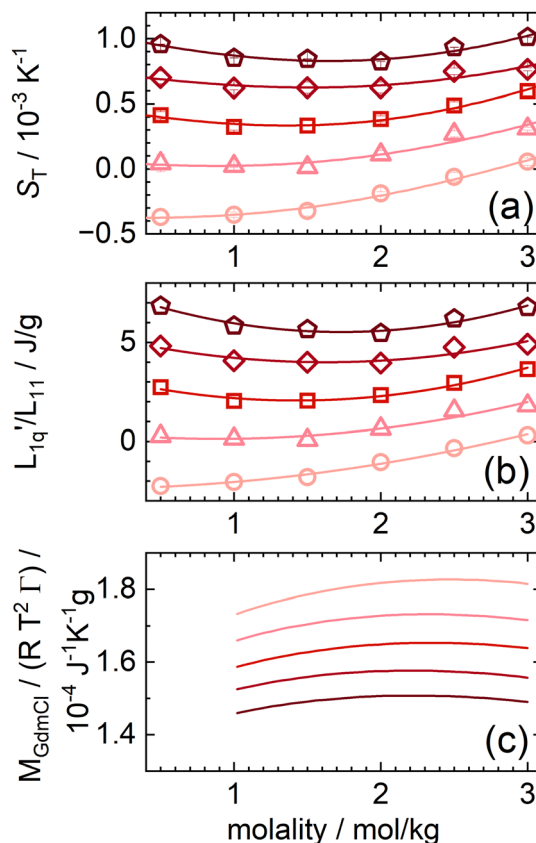 S_T / 10⁻³ K⁻¹
1.0
0.5
0.0
−0.5
(a)
1 2 3
L_1q'/L_11 / J/g
5
0
(b)
1 2 3
M_GdmCl / (R T² Γ) /
10⁻⁴ J⁻¹K⁻¹g
1.8
1.6
1.4
(c)
1 2 3
molality / mol/kg